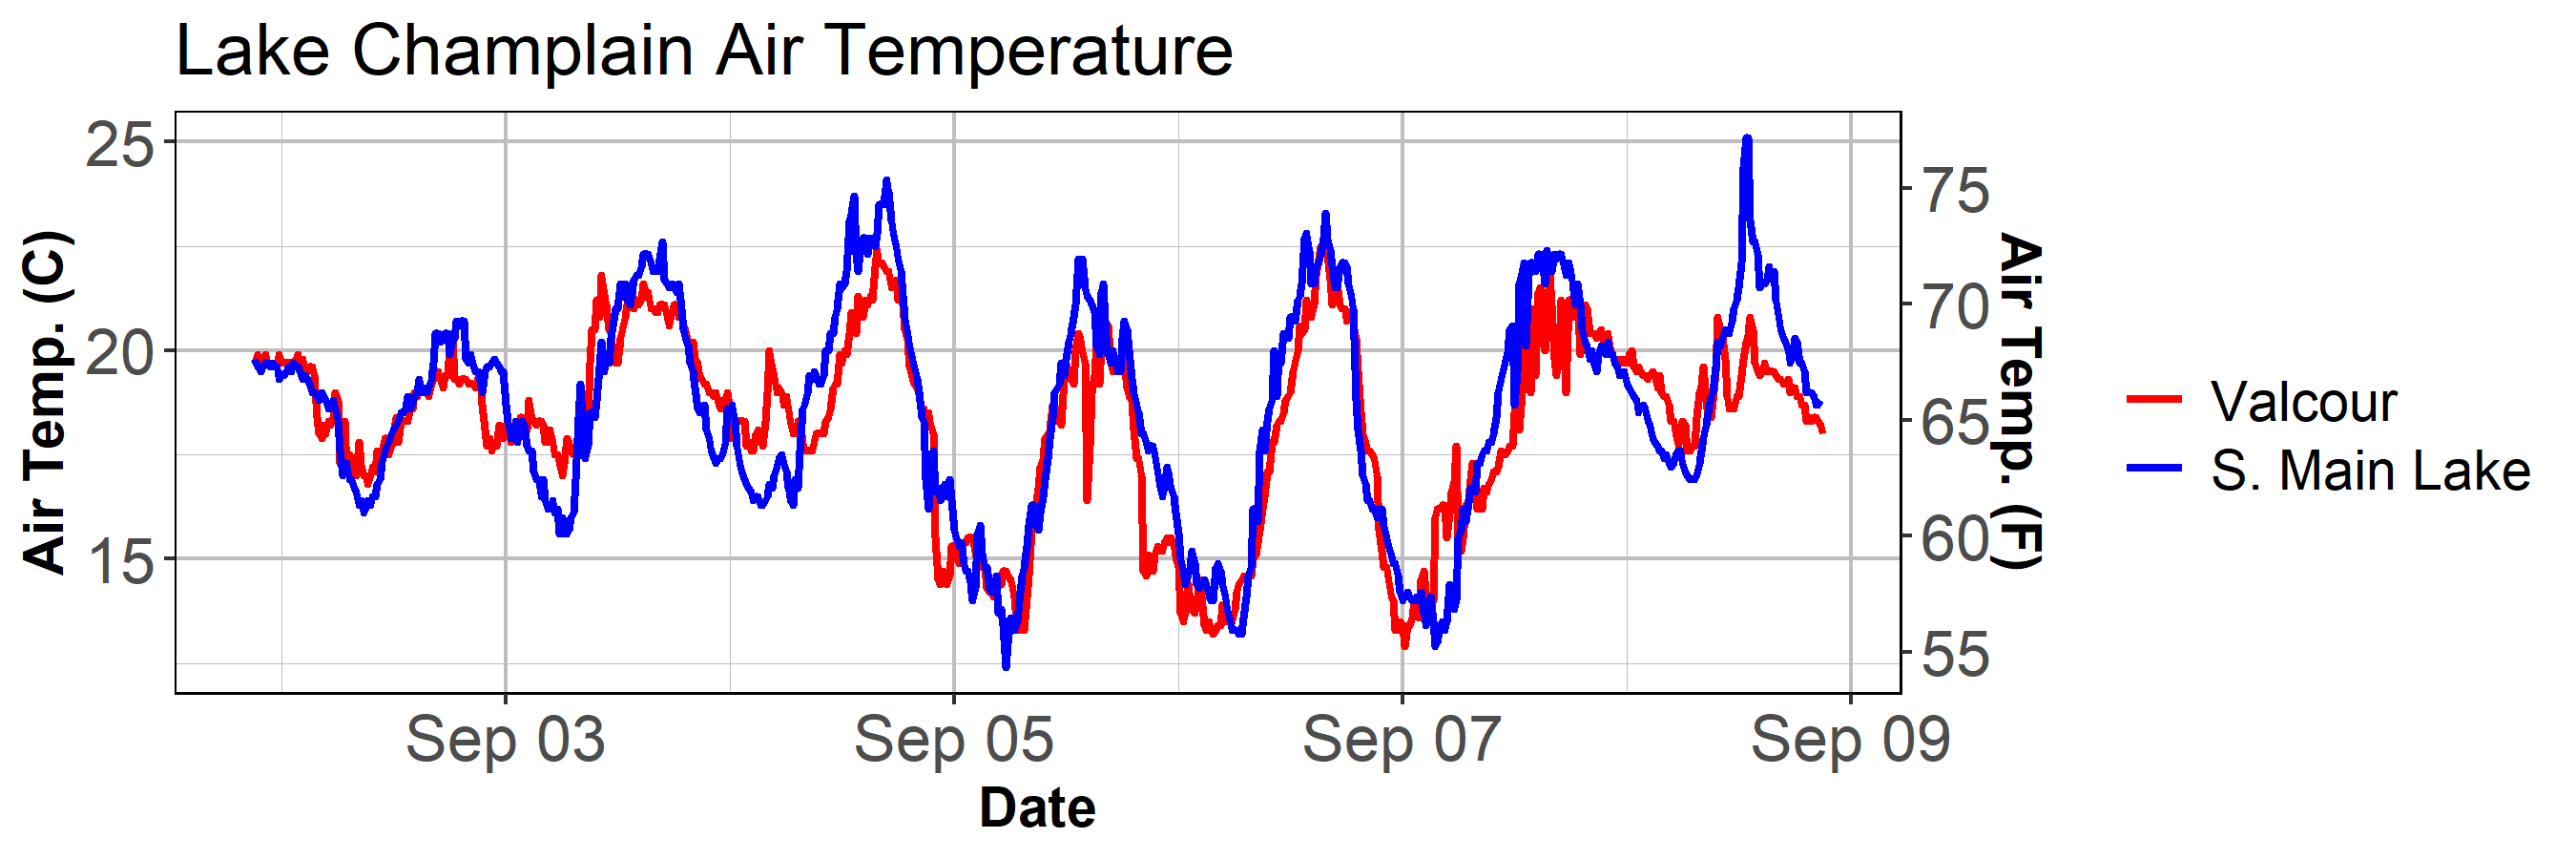 Lake Champlain Air Temperature
Air Temp. (C)
25
20
15
75
70
65
60
55
Air Temp. (F)
Sep 03
Sep 05
Sep 07
Sep 09
Date
Valcour
S. Main Lake